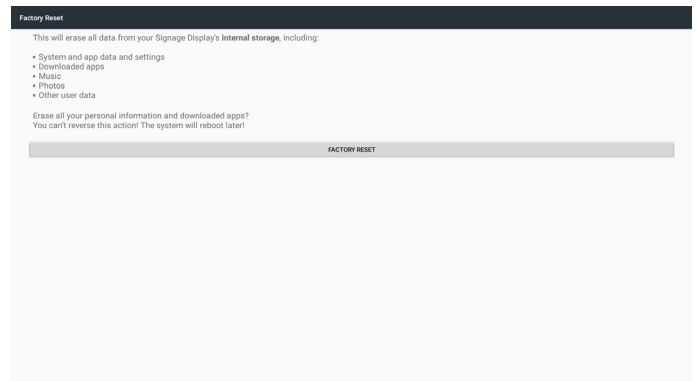 Factory Reset
This will erase all data from your Signage Display's internal storage, including:
• System and app data and settings
• Downloaded apps
• Music
• Photos
• Other user data
Erase all your personal information and downloaded apps?
You can't reverse this action! The system will reboot later!
FACTORY RESET